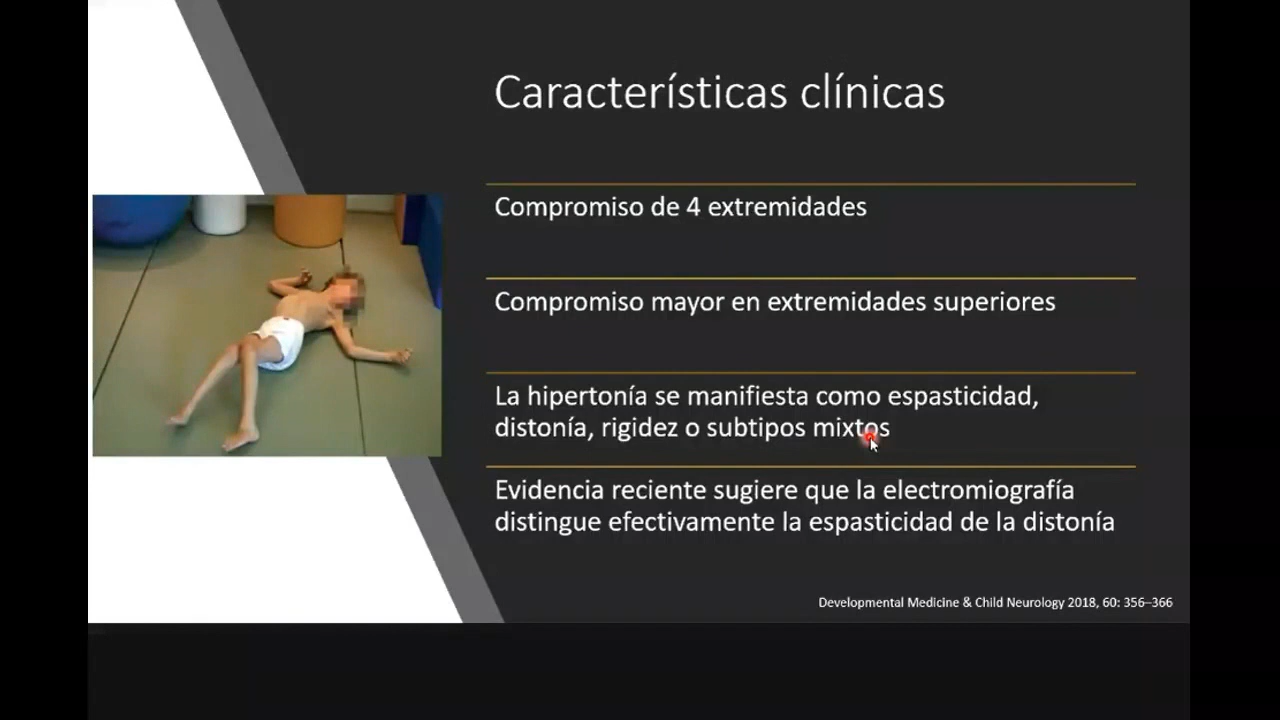 Características clínicas
Compromiso de 4 extremidades
Compromiso mayor en extremidades superiores
La hipertonía se manifiesta como espasticidad,
distonía, rigidez o subtipos mixtos
Evidencia reciente sugiere que la electromiografía
distingue efectivamente la espasticidad de la distonía
Developmental Medicine & Child Neurology 2018, 60: 356–366